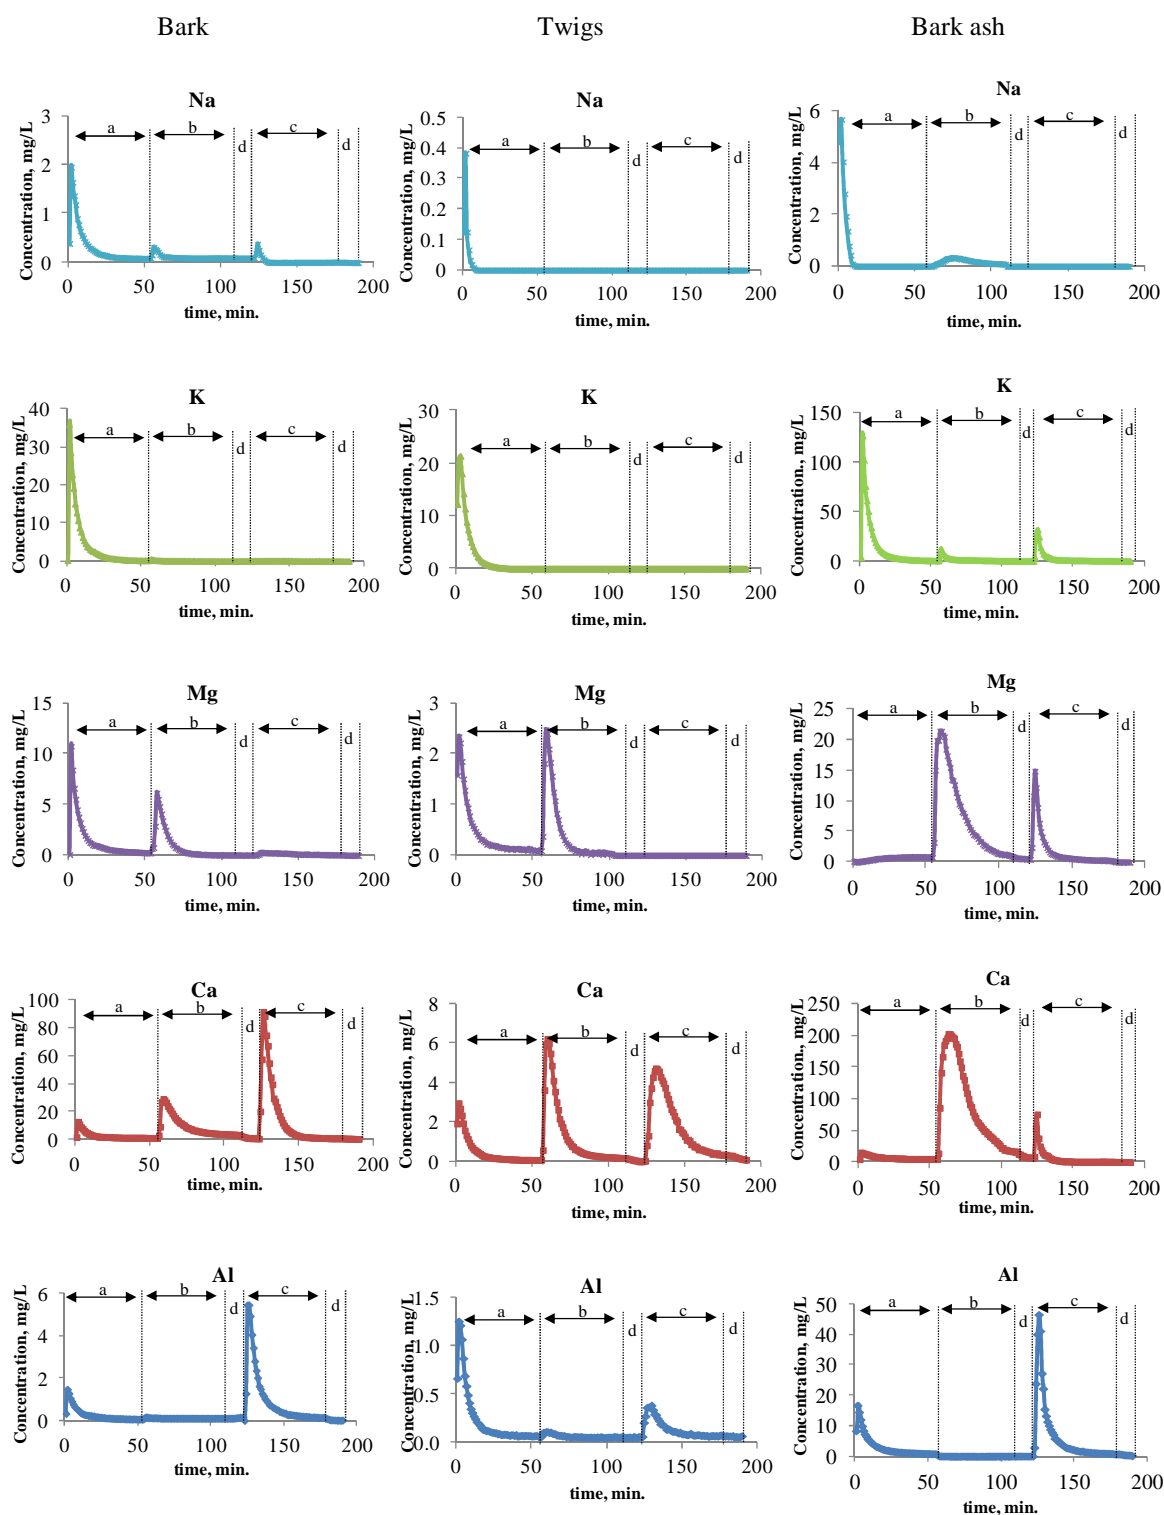 Bark Twigs Bark ash
Na
Concentration, mg/L
3
2
1
0
a b d c d
0 50 100 150 200
time, min.
Na
Concentration, mg/L
0.5
0.4
0.3
0.2
0.1
0
a b d c d
0 50 100 150 200
time, min.
Na
Concentration,, mg/L
6
4
2
0
a b d c d
0 50 100 150 200
time, min.
K
Concentration, mg/L
40
30
20
10
0
a b d c d
0 50 100 150 200
time, min.
K
Concentration, mg/L
30
20
10
0
a b d c d
0 50 100 150 200
time, min.
K
Concentration., mg/L
150
100
50
0
a b d c d
0 50 100 150 200
time, min.
Mg
Concentration, mg/L
15
10
5
0
a b d c d
0 50 100 150 200
time, min.
Mg
Concentration, mg/L
3
2
1
0
a b d c d
0 50 100 150 200
time, min.
Mg
Concentration, mg/L
25
20
15
10
5
0
a b d c d
0 50 100 150 200
time, min.
Ca
Concentration, mg/L
100
80
60
40
20
0
a b d c d
0 50 100 150 200
time, min.
Ca
Concentration, mg/L
8
6
4
2
0
a b d c d
0 50 100 150 200
time, min.
Ca
Concentration., mg/L
250
200
150
100
50
0
a b d c d
0 50 100 150 200
time, min.
Al
Concentration, mg/L
6
4
2
0
a b d c d
0 50 100 150 200
time, min.
Al
Concentration, mg/L
1.5
1.0
0.5
0.0
a b d c d
0 50 100 150 200
time, min.
Al
Concentration, mg/L
50
40
30
20
10
0
a b d c d
0 50 100 150 200
time, min.